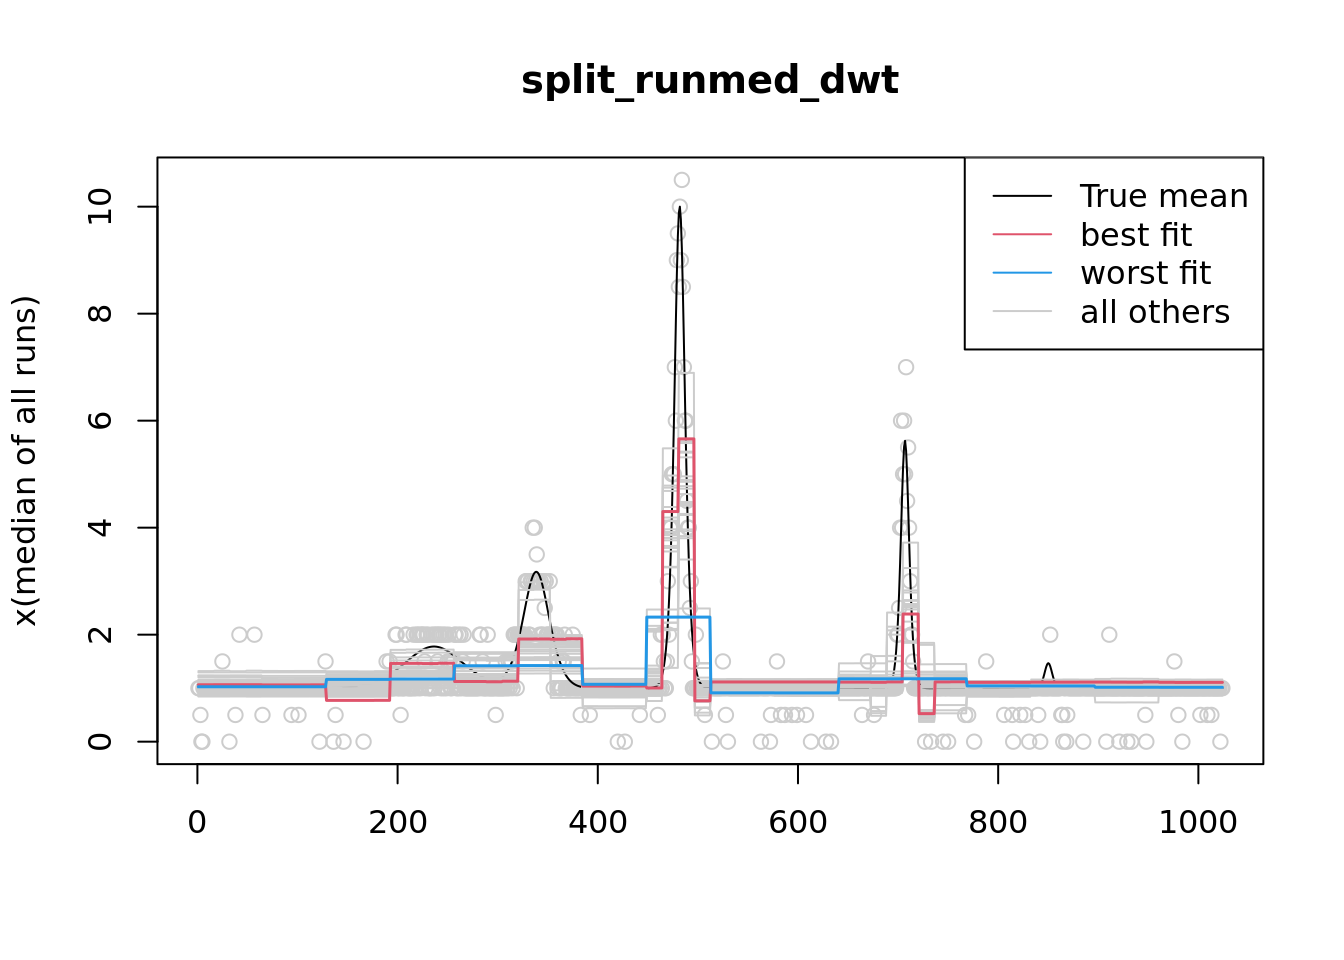 split_runmed_dwt
x(median of all runs)
10
8
6
4
2
0
True mean
best fit
worst fit
all others
0 200 400 600 800 1000